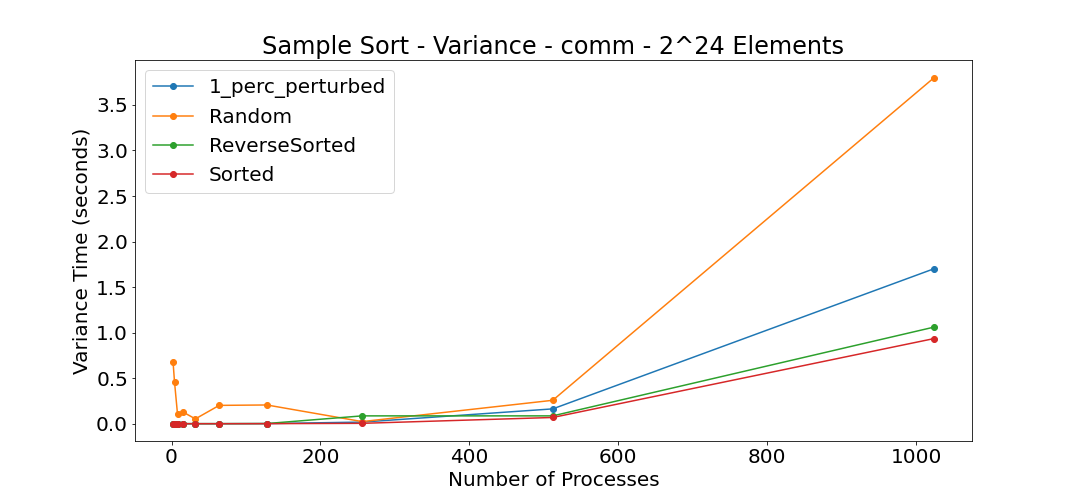 Sample Sort - Variance - comm - 2^24 Elements
1_perc_perturbed
Random
ReverseSorted
Sorted
Variance Time (seconds)
3.5
3.0
2.5
2.0
1.5
1.0
0.5
0.0
0
200
400
600
800
1000
Number of Processes